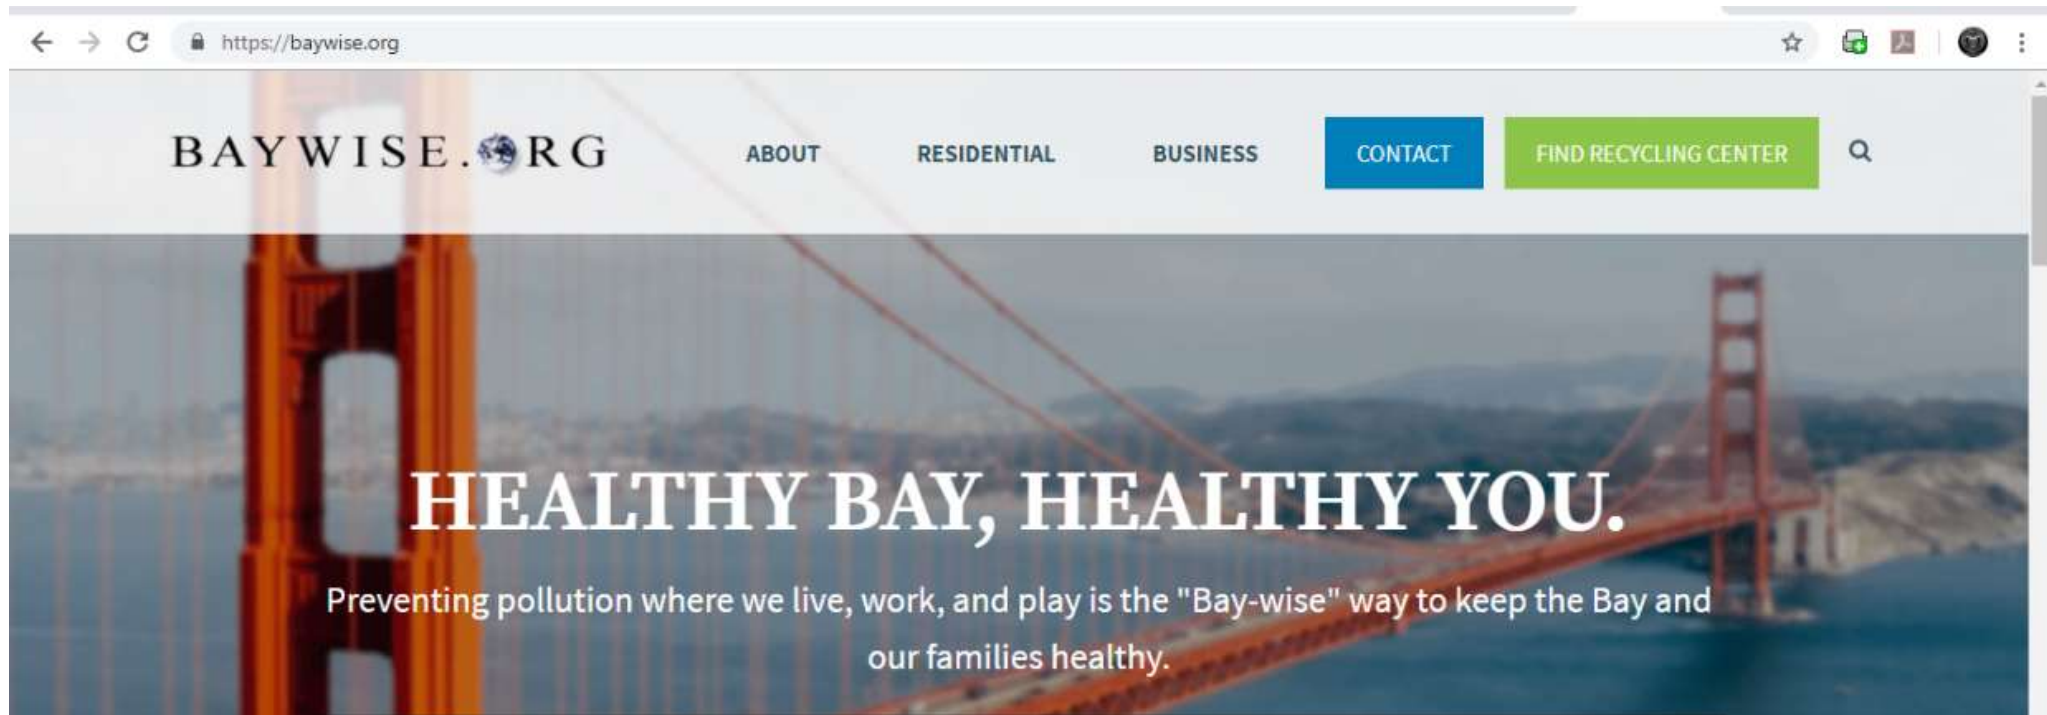 https://baywise.org
BAYWISE.ORG ABOUT RESIDENTIAL BUSINESS CONTACT FIND RECYCLING CENTER
HEALTHY BAY, HEALTHY YOU.
Preventing pollution where we live, work, and play is the "Bay-wise" way to keep the Bay and
our families healthy.